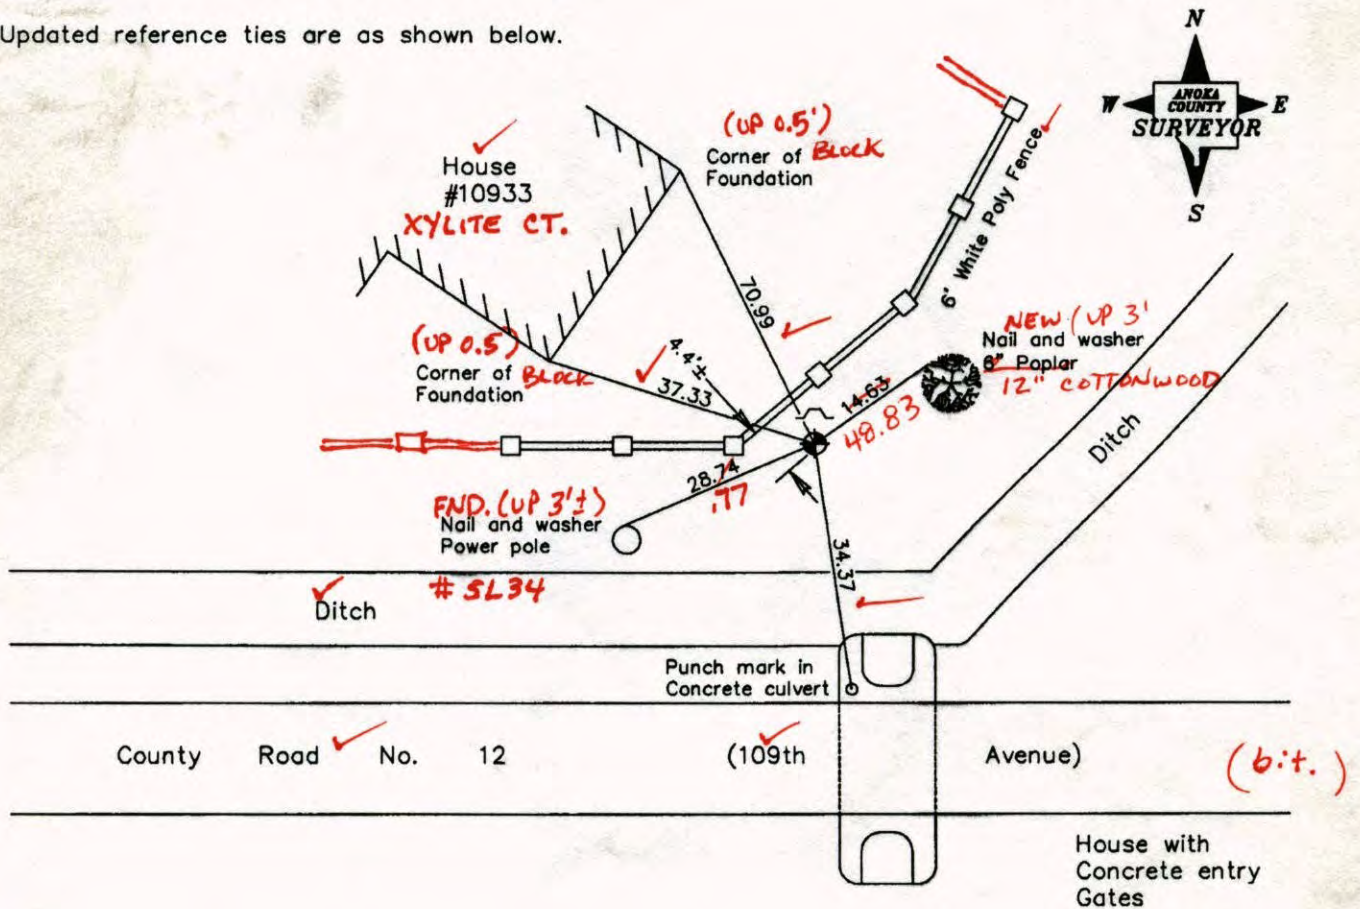 Updated reference ties are as shown below.
N
W
ANOKA
COUNTY
SURVEYOR
E
S
House
#10933
XYLITE CT.
(UP 0.5')
Corner of BLOCK
Foundation
6' White Poly Fence
70.99
(UP 0.5')
Corner of BLOCK
Foundation
4.4'±
37.33
NEW (UP 3'
Nail and washer
6" Poplar
12" COTTONWOOD
14.63
48.83
Ditch
28.74
.77
FND. (UP 3'±)
Nail and washer
Power pole
# SL34
34.37
Ditch
Punch mark in
Concrete culvert
County Road No. 12 (109th Avenue) (bit.)
House with
Concrete entry
Gates